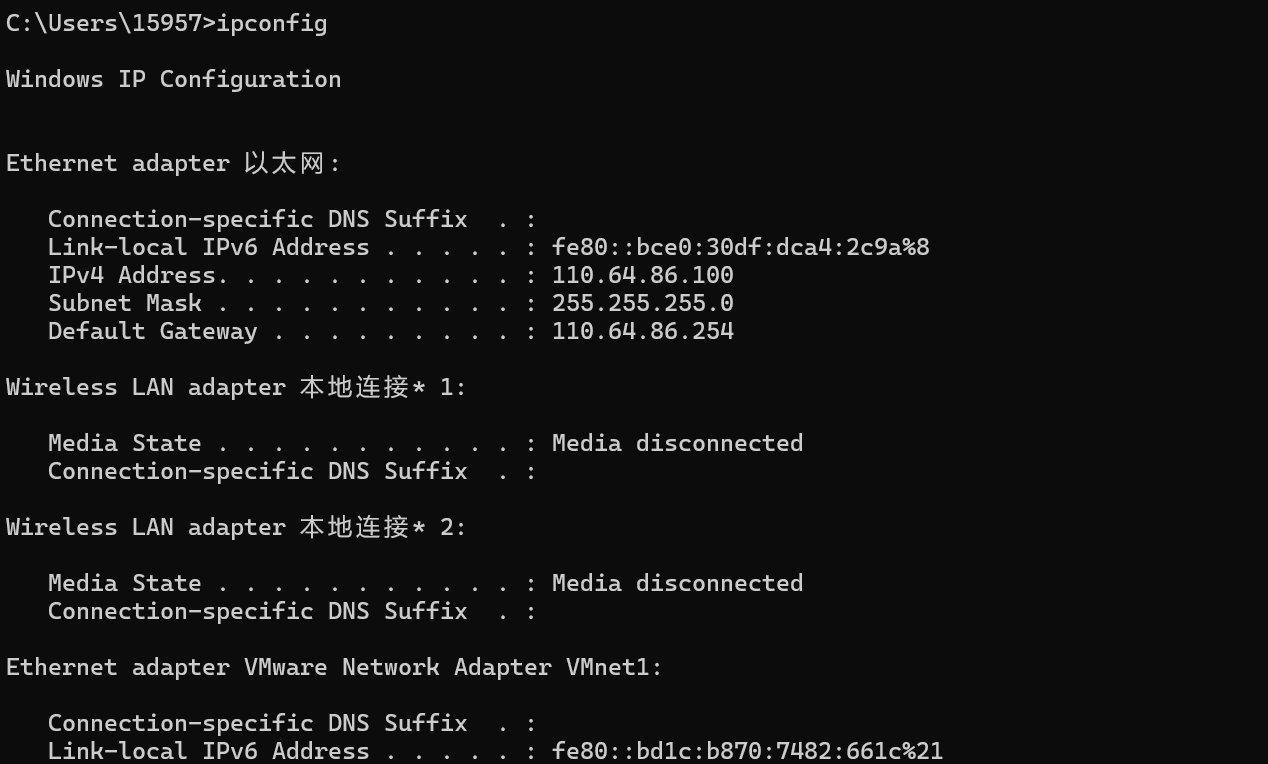 C:\Users\15957>ipconfig
Windows IP Configuration
Ethernet adapter 以太网:
Connection-specific DNS Suffix  . :
Link-local IPv6 Address . . . . . : fe80::bce0:30df:dca4:2c9a%8
IPv4 Address. . . . . . . . . . . : 110.64.86.100
Subnet Mask . . . . . . . . . . . : 255.255.255.0
Default Gateway . . . . . . . . . : 110.64.86.254
Wireless LAN adapter 本地连接* 1:
Media State . . . . . . . . . . . : Media disconnected
Connection-specific DNS Suffix  . :
Wireless LAN adapter 本地连接* 2:
Media State . . . . . . . . . . . : Media disconnected
Connection-specific DNS Suffix  . :
Ethernet adapter VMware Network Adapter VMnet1:
Connection-specific DNS Suffix  . :
Link-local IPv6 Address . . . . . : fe80::bd1c:b870:7482:661c%21